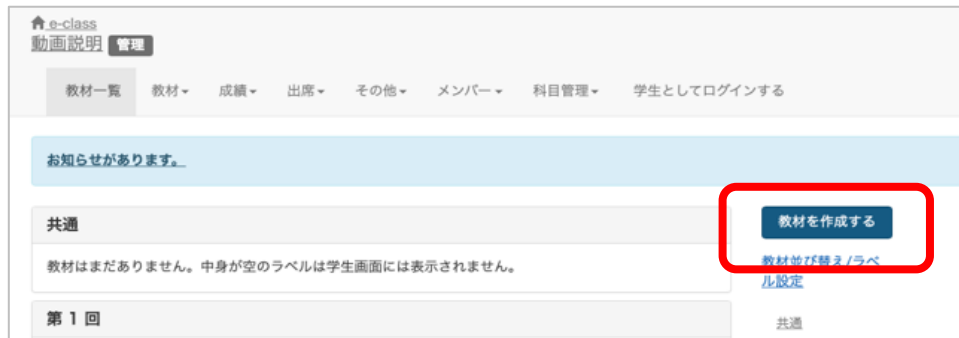 e-class
動画説明 管理
教材一覧 教材 成績 出席 その他 メンバー 科目管理 学生としてログインする
お知らせがあります。
共通
教材はまだありません。中身が空のラベルは学生画面には表示されません。
第 1 回
教材を作成する
教材並び替え/ラベ
ル設定
共通